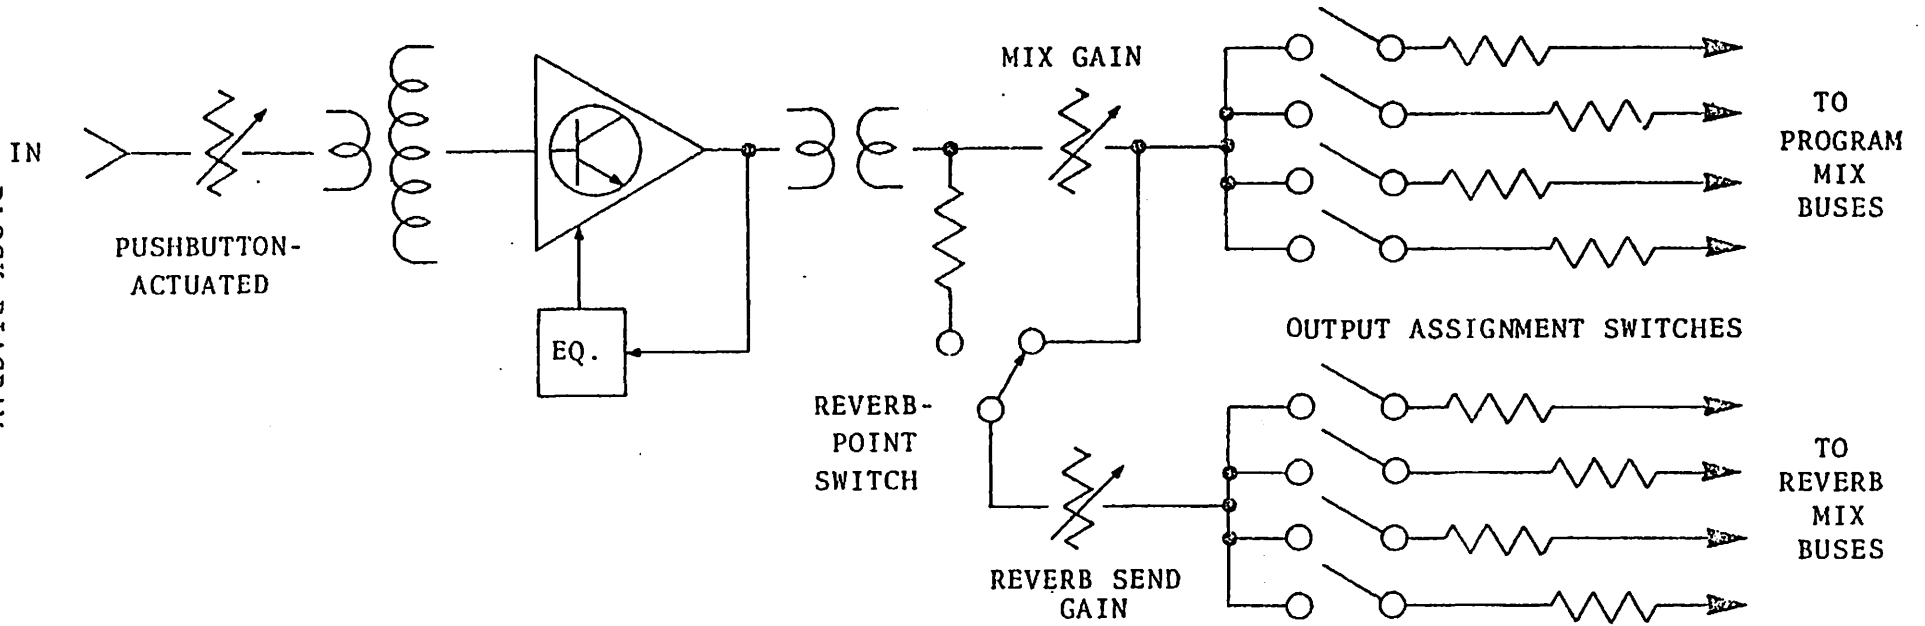 IN
PUSHBUTTON-
ACTUATED
EQ.
MIX GAIN
REVERB-
POINT
SWITCH
REVERB SEND
GAIN
TO
PROGRAM
MIX
BUSES
OUTPUT ASSIGNMENT SWITCHES
TO
REVERB
MIX
BUSES